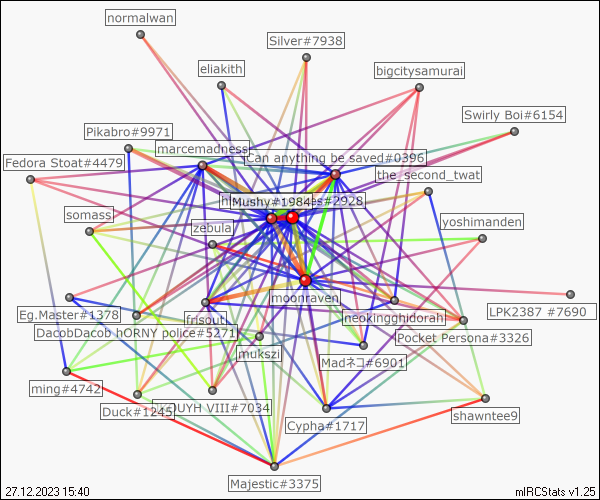 normalwan
Silver#7938
eliakith
bigcitysamurai
Swirly Boi#6154
Pikabro#9971
marcemadness
Can anything be saved#0396
Fedora Stoat#4479
the_second_twat
Mushy#1984
es#2928
somass
zebula
yoshimanden
moonraven
Eg.Master#1378
frisout
neokingghidorah
LPK2387 #7690
DacobDacob hORNY police#5271
Pocket Persona#3326
mukszi
Madネコ#6901
ming#4742
Duck#1245
OUYH VIII#7034
Cypha#1717
shawntee9
Majestic#3375
27.12.2023 15:40
mIRCStats v1.25